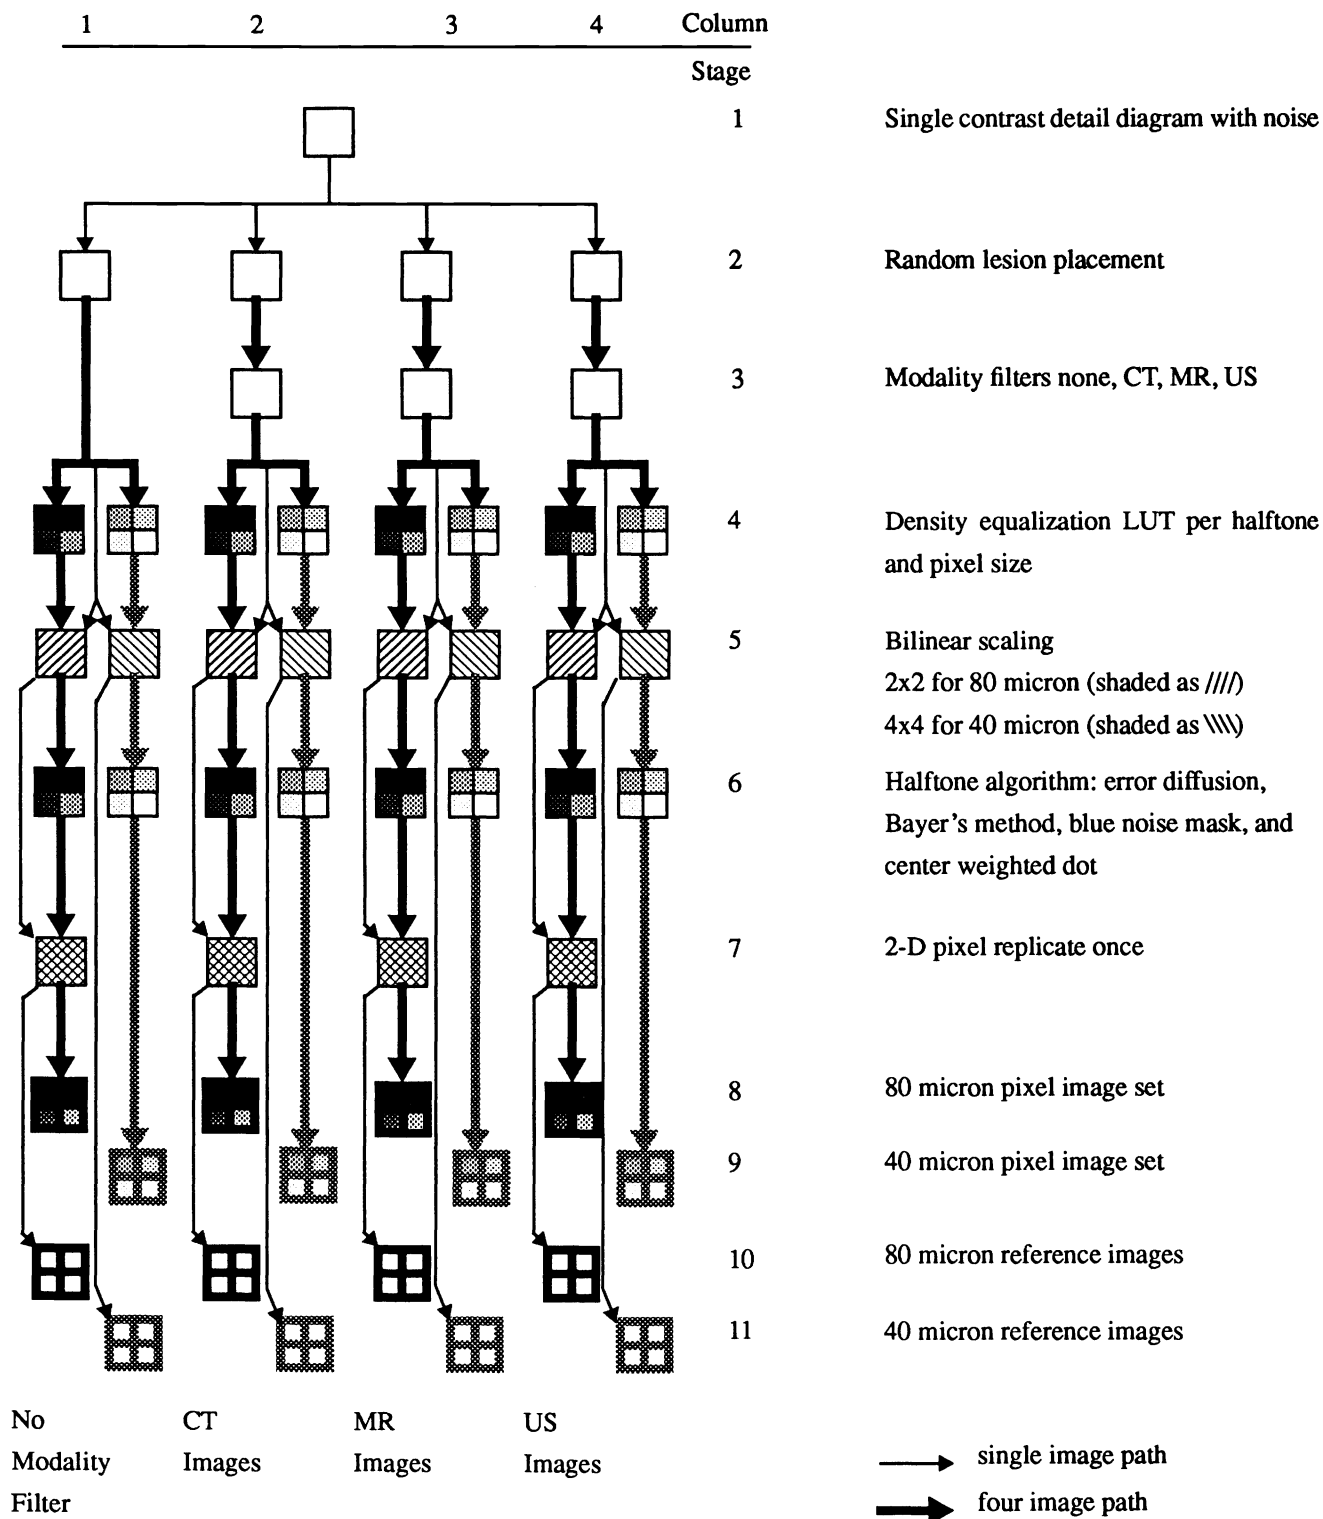 1 2 3 4 Column
Stage
1 Single contrast detail diagram with noise
2 Random lesion placement
3 Modality filters none, CT, MR, US
4 Density equalization LUT per halftone
and pixel size
5 Bilinear scaling
2x2 for 80 micron (shaded as ////)
4x4 for 40 micron (shaded as \\\\)
6 Halftone algorithm: error diffusion,
Bayer's method, blue noise mask, and
center weighted dot
7 2-D pixel replicate once
8 80 micron pixel image set
9 40 micron pixel image set
10 80 micron reference images
11 40 micron reference images
No
Modality
Filter
CT
Images
MR
Images
US
Images
single image path
four image path